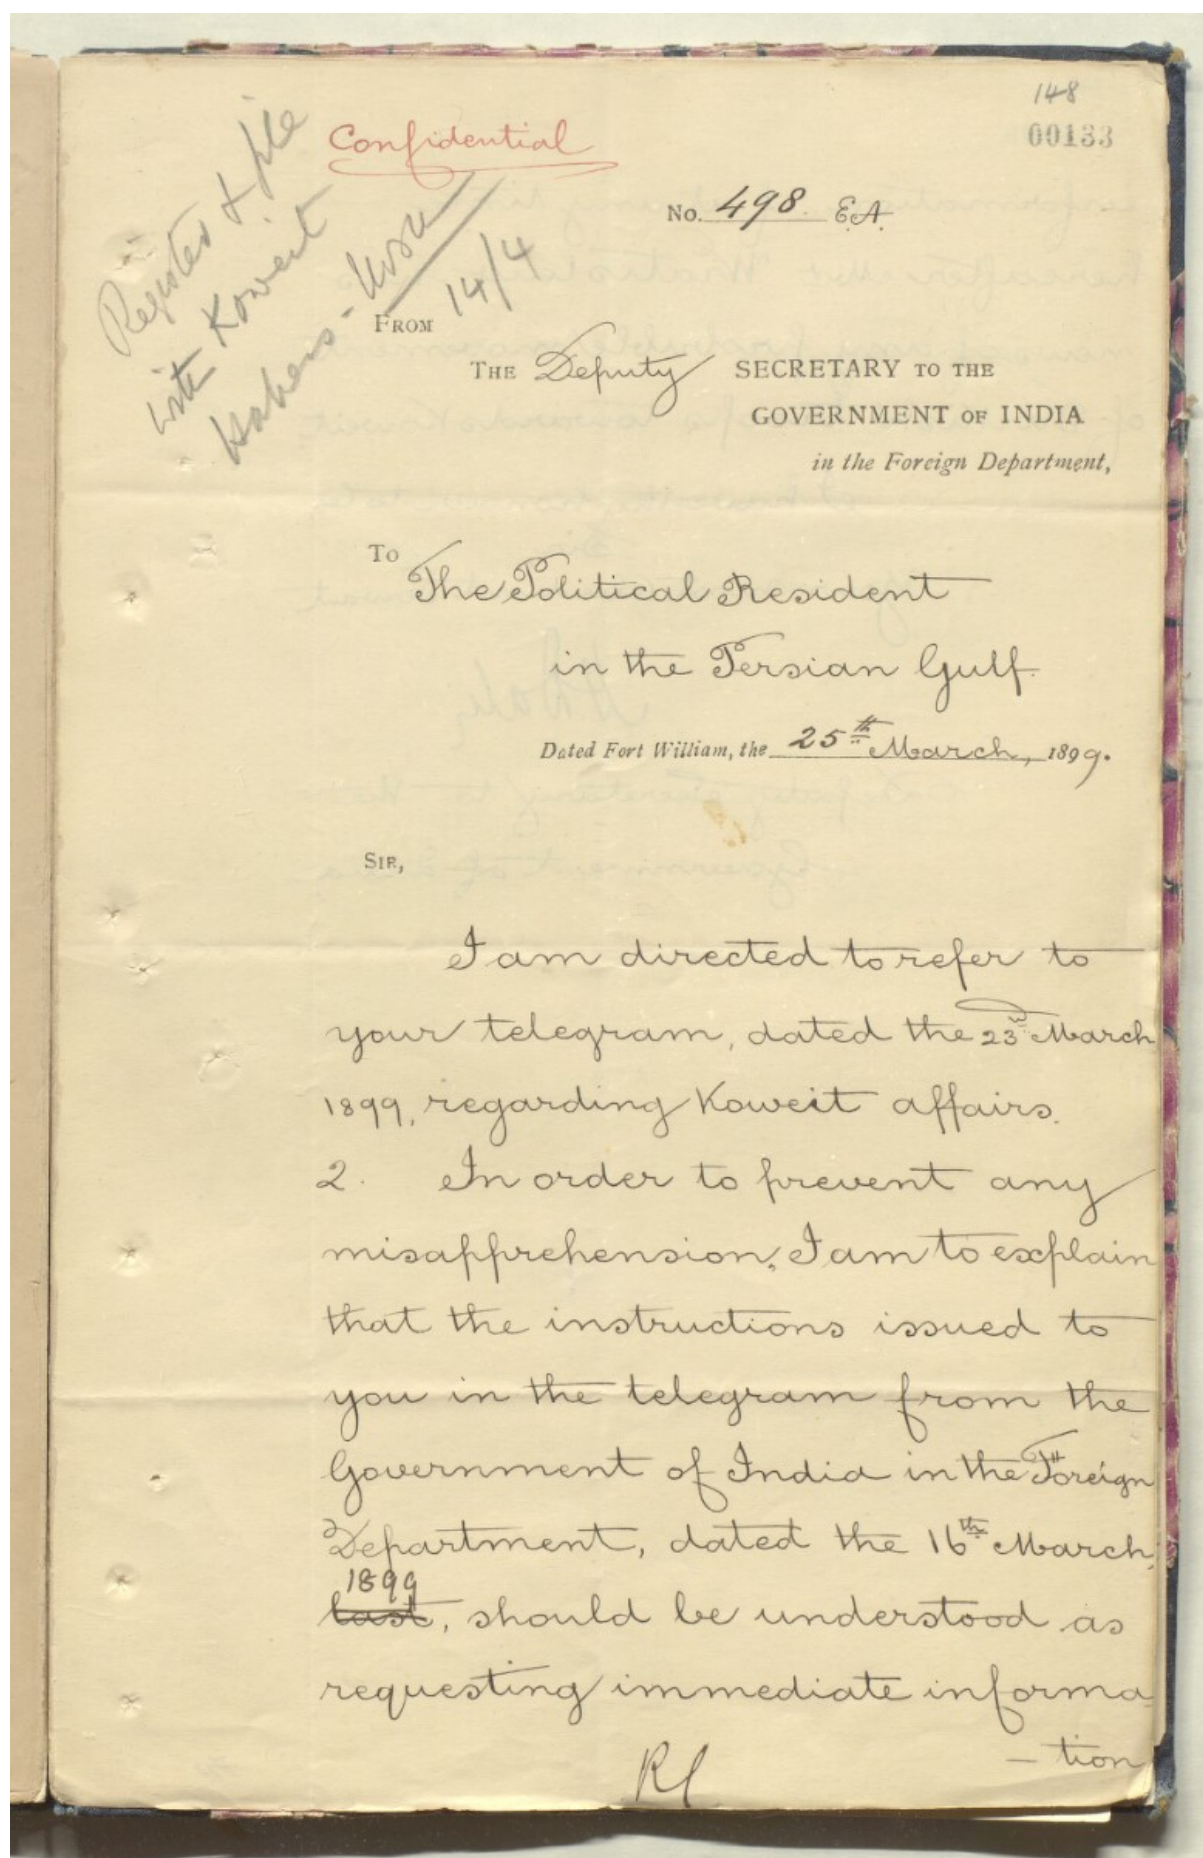 148
00133
Confidential
Registed & file
with Koweit
14/4
No. 498. E.A.
FROM
THE Deputy SECRETARY TO THE
GOVERNMENT OF INDIA
in the Foreign Department,
To
The Political Resident
in the Persian Gulf.
Dated Fort William, the 25th March, 1899.
SIR,
I am directed to refer to
your telegram, dated the 23rd March
1899, regarding Koweit affairs.
2. In order to prevent any
misapprehension, I am to explain
that the instructions issued to
you in the telegram from the
Government of India in the Foreign
Department, dated the 16th March,
1899
last, should be understood as
requesting immediate informa
- tion